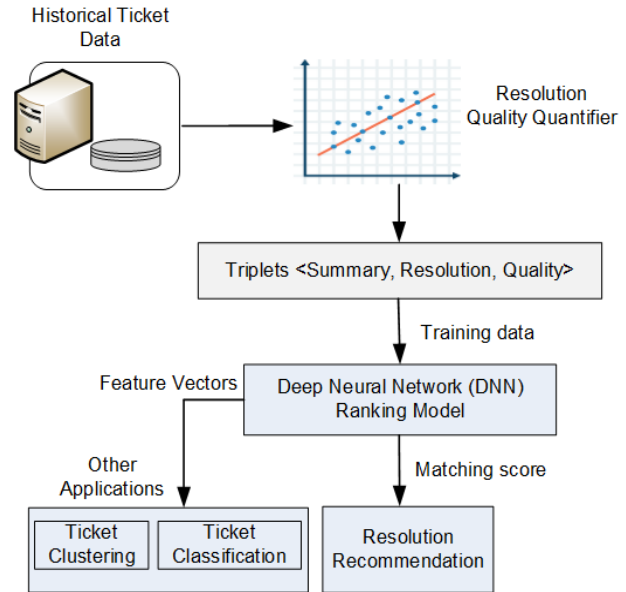 Historical Ticket
Data
Resolution
Quality Quantifier
Triplets <Summary, Resolution, Quality>
Training data
Feature Vectors
Deep Neural Network (DNN)
Ranking Model
Other
Applications
Matching score
Ticket
Clustering
Ticket
Classification
Resolution
Recommendation